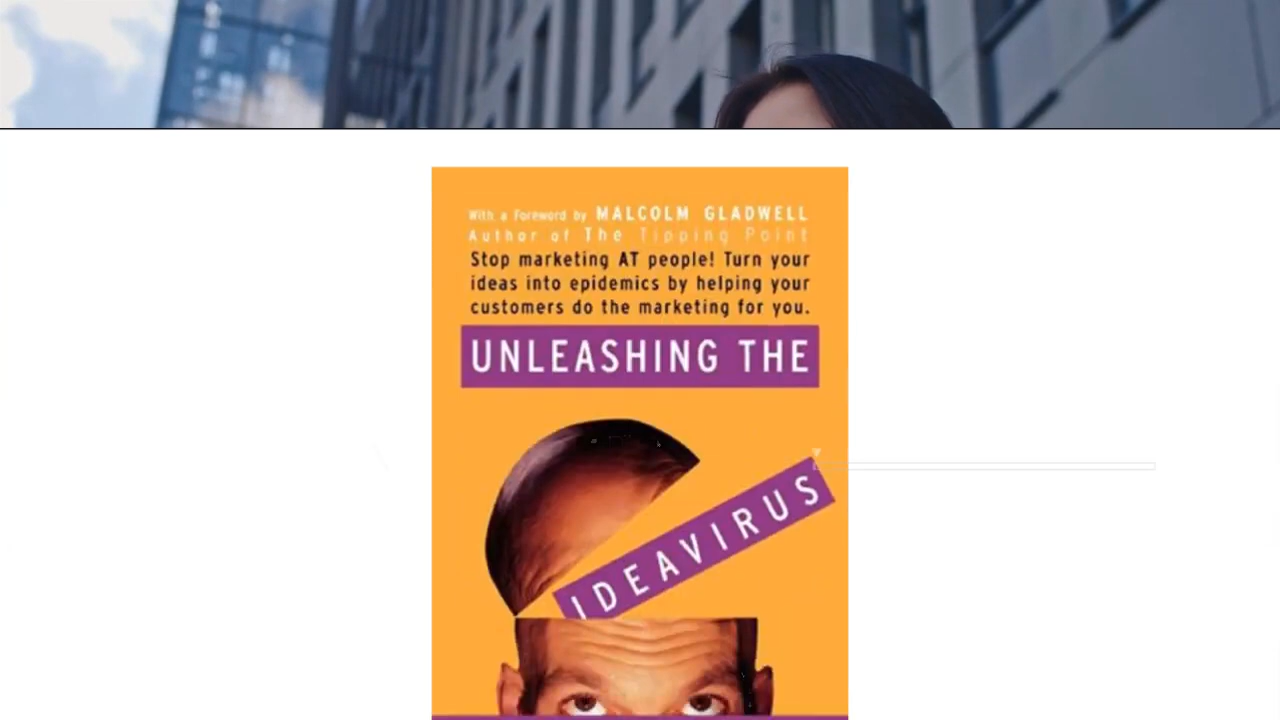 With a Foreword by MALCOLM GLADWELL
Author of The Tipping Point
Stop marketing AT people! Turn your
ideas into epidemics by helping your
customers do the marketing for you.
UNLEASHING THE
IDEAVIRUS